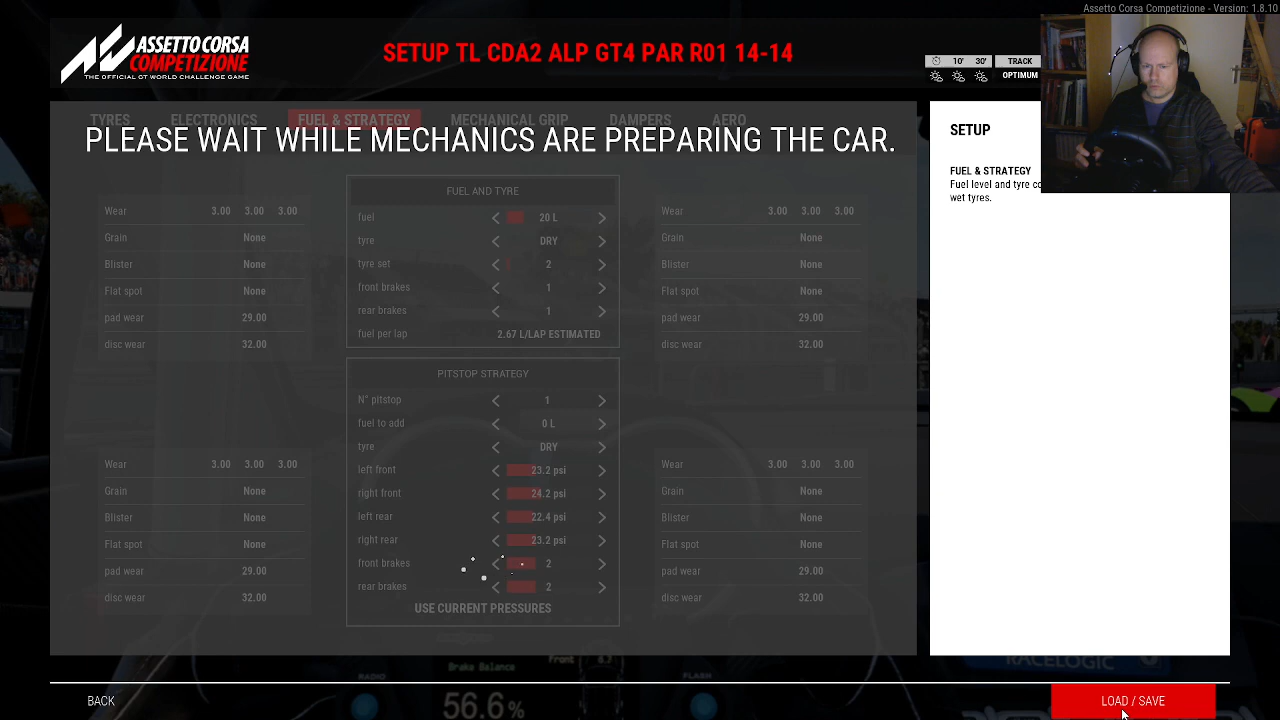 Assetto Corsa Competizione - Version: 1.8.10
ASSETTO CORSA
COMPETIZIONE
THE OFFICIAL GT WORLD CHALLENGE GAME
SETUP TL CDA2 ALP GT4 PAR R01 14-14
10' 30' TRACK
OPTIMUM
TYRES ELECTRONICS FUEL & STRATEGY MECHANICAL GRIP DAMPERS AERO
PLEASE WAIT WHILE MECHANICS ARE PREPARING THE CAR.
Wear 3.00 3.00 3.00
Grain None
Blister None
Flat spot None
pad wear 29.00
disc wear 32.00
FUEL AND TYRE
fuel 20 L
tyre DRY
tyre set 2
front brakes 1
rear brakes 1
fuel per lap 2.67 L/LAP ESTIMATED
Wear 3.00 3.00 3.00
Grain None
Blister None
Flat spot None
pad wear 29.00
disc wear 32.00
PITSTOP STRATEGY
N° pitstop 1
fuel to add 0 L
tyre DRY
left front 23.2 psi
right front 24.2 psi
left rear 22.4 psi
right rear 23.2 psi
front brakes 2
rear brakes 2
USE CURRENT PRESSURES
Wear 3.00 3.00 3.00
Grain None
Blister None
Flat spot None
pad wear 29.00
disc wear 32.00
Wear 3.00 3.00 3.00
Grain None
Blister None
Flat spot None
pad wear 29.00
disc wear 32.00
SETUP
FUEL & STRATEGY
Fuel level and tyre
wet tyres.
Brake Balance Front 6.7
RADIO FLASH
56.6%
RACELOGIC
BACK
LOAD / SAVE